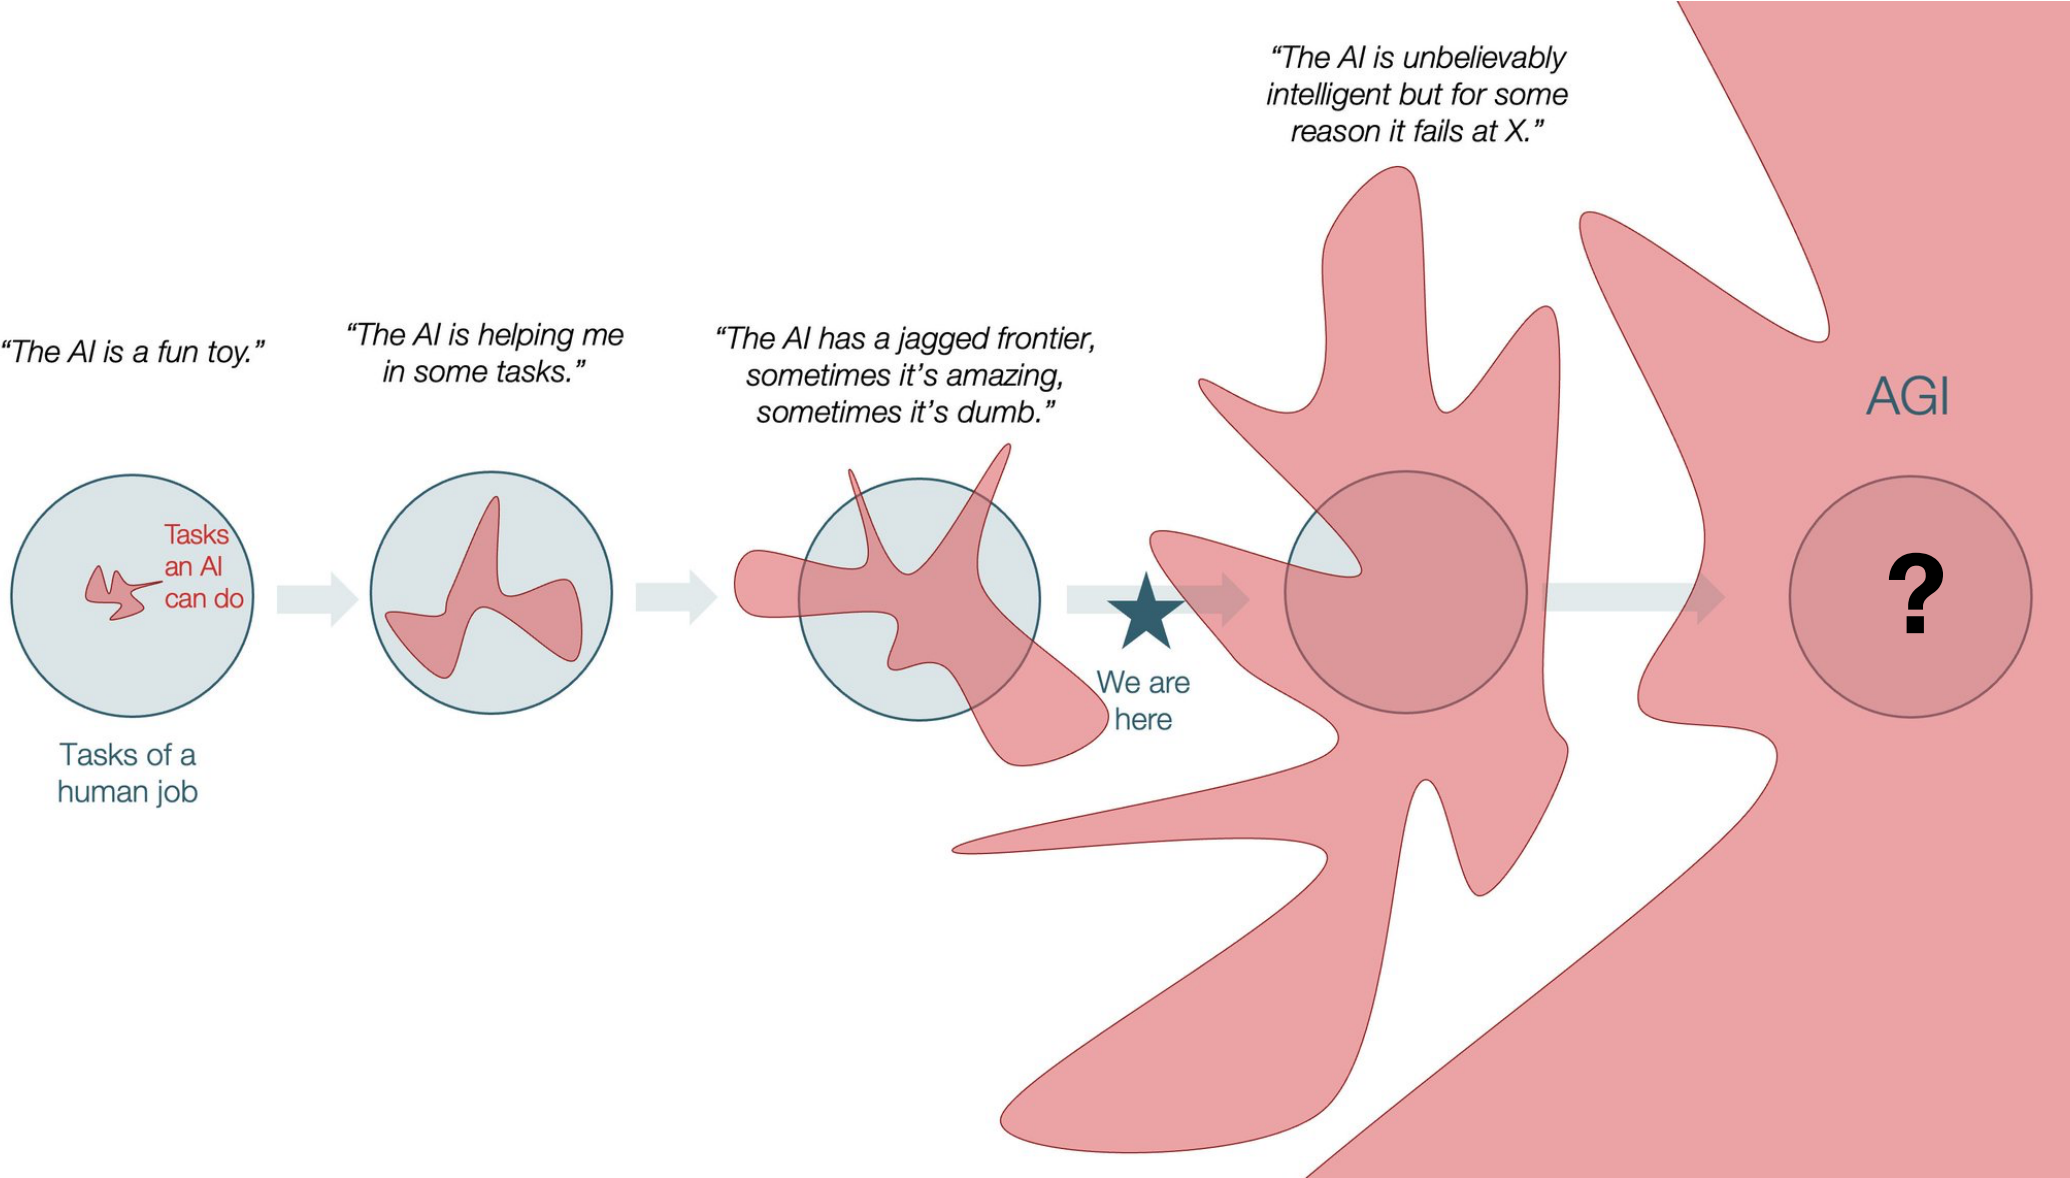 “The AI is a fun toy.”
Tasks
an AI
can do
Tasks of a
human job
“The AI is helping me
in some tasks.”
“The AI has a jagged frontier,
sometimes it’s amazing,
sometimes it’s dumb.”
We are
here
“The AI is unbelievably
intelligent but for some
reason it fails at X.”
AGI
?